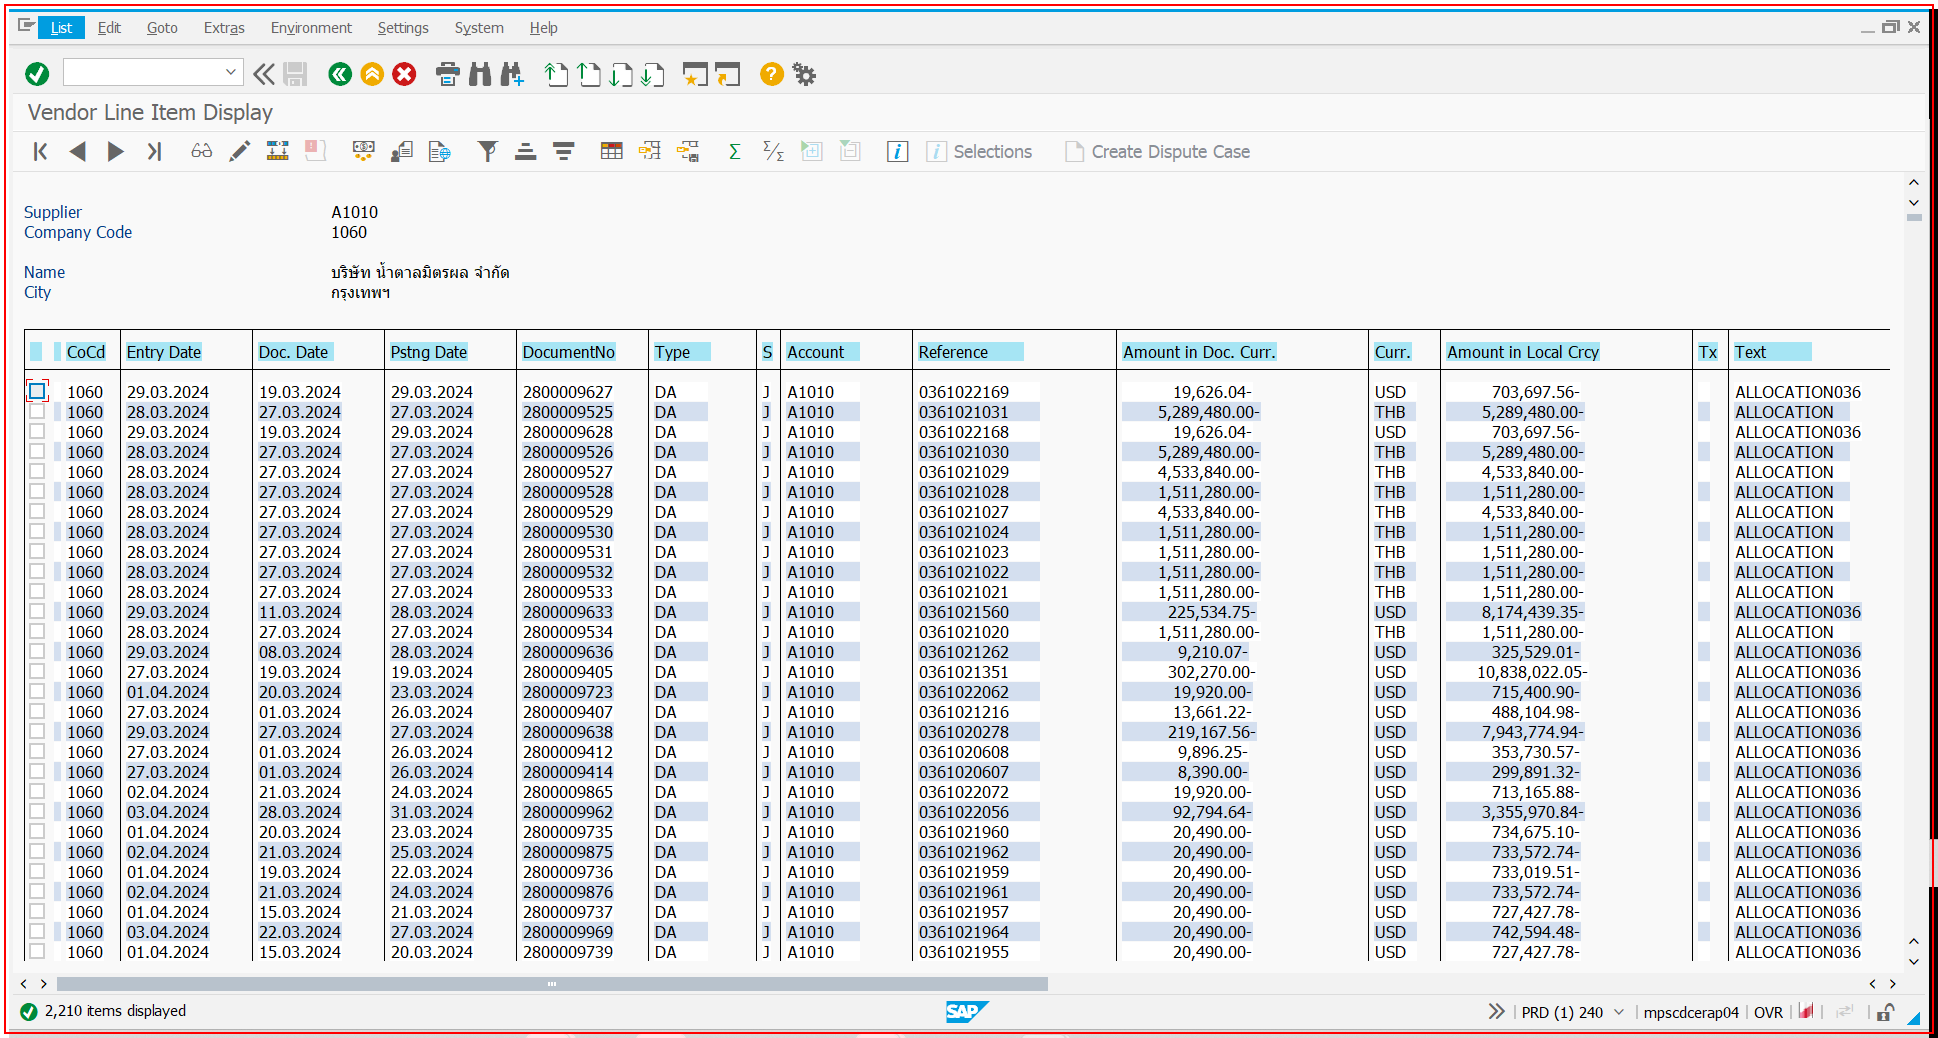 List Edit Goto Extras Environment Settings System Help
Vendor Line Item Display
Selections Create Dispute Case
Supplier A1010
Company Code 1060
Name บริษัท น้ำตาลมิตรผล จำกัด
City กรุงเทพฯ
CoCd Entry Date Doc. Date Pstng Date DocumentNo Type S Account Reference Amount in Doc. Curr. Curr. Amount in Local Crcy Tx Text
1060 29.03.2024 19.03.2024 29.03.2024 2800009627 DA J A1010 0361022169 19,626.04- USD 703,697.56- ALLOCATION036
1060 28.03.2024 27.03.2024 27.03.2024 2800009525 DA J A1010 0361021031 5,289,480.00- THB 5,289,480.00- ALLOCATION
1060 29.03.2024 19.03.2024 29.03.2024 2800009628 DA J A1010 0361022168 19,626.04- USD 703,697.56- ALLOCATION036
1060 28.03.2024 27.03.2024 27.03.2024 2800009526 DA J A1010 0361021030 5,289,480.00- THB 5,289,480.00- ALLOCATION
1060 28.03.2024 27.03.2024 27.03.2024 2800009527 DA J A1010 0361021029 4,533,840.00- THB 4,533,840.00- ALLOCATION
1060 28.03.2024 27.03.2024 27.03.2024 2800009528 DA J A1010 0361021028 1,511,280.00- THB 1,511,280.00- ALLOCATION
1060 28.03.2024 27.03.2024 27.03.2024 2800009529 DA J A1010 0361021027 4,533,840.00- THB 4,533,840.00- ALLOCATION
1060 28.03.2024 27.03.2024 27.03.2024 2800009530 DA J A1010 0361021024 1,511,280.00- THB 1,511,280.00- ALLOCATION
1060 28.03.2024 27.03.2024 27.03.2024 2800009531 DA J A1010 0361021023 1,511,280.00- THB 1,511,280.00- ALLOCATION
1060 28.03.2024 27.03.2024 27.03.2024 2800009532 DA J A1010 0361021022 1,511,280.00- THB 1,511,280.00- ALLOCATION
1060 28.03.2024 27.03.2024 27.03.2024 2800009533 DA J A1010 0361021021 1,511,280.00- THB 1,511,280.00- ALLOCATION
1060 29.03.2024 11.03.2024 28.03.2024 2800009633 DA J A1010 0361021560 225,534.75- USD 8,174,439.35- ALLOCATION036
1060 28.03.2024 27.03.2024 27.03.2024 2800009534 DA J A1010 0361021020 1,511,280.00- THB 1,511,280.00- ALLOCATION
1060 29.03.2024 08.03.2024 28.03.2024 2800009636 DA J A1010 0361021262 9,210.07- USD 325,529.01- ALLOCATION036
1060 27.03.2024 19.03.2024 19.03.2024 2800009405 DA J A1010 0361021351 302,270.00- USD 10,838,022.05- ALLOCATION036
1060 01.04.2024 20.03.2024 23.03.2024 2800009723 DA J A1010 0361022062 19,920.00- USD 715,400.90- ALLOCATION036
1060 27.03.2024 01.03.2024 26.03.2024 2800009407 DA J A1010 0361021216 13,661.22- USD 488,104.98- ALLOCATION036
1060 29.03.2024 27.03.2024 27.03.2024 2800009638 DA J A1010 0361020278 219,167.56- USD 7,943,774.94- ALLOCATION036
1060 27.03.2024 01.03.2024 26.03.2024 2800009412 DA J A1010 0361020608 9,896.25- USD 353,730.57- ALLOCATION036
1060 27.03.2024 01.03.2024 26.03.2024 2800009414 DA J A1010 0361020607 8,390.00- USD 299,891.32- ALLOCATION036
1060 02.04.2024 21.03.2024 24.03.2024 2800009865 DA J A1010 0361022072 19,920.00- USD 713,165.88- ALLOCATION036
1060 03.04.2024 28.03.2024 31.03.2024 2800009962 DA J A1010 0361022056 92,794.64- USD 3,355,970.84- ALLOCATION036
1060 01.04.2024 20.03.2024 23.03.2024 2800009735 DA J A1010 0361021960 20,490.00- USD 734,675.10- ALLOCATION036
1060 02.04.2024 21.03.2024 25.03.2024 2800009875 DA J A1010 0361021962 20,490.00- USD 733,572.74- ALLOCATION036
1060 01.04.2024 19.03.2024 22.03.2024 2800009736 DA J A1010 0361021959 20,490.00- USD 733,019.51- ALLOCATION036
1060 02.04.2024 21.03.2024 24.03.2024 2800009876 DA J A1010 0361021961 20,490.00- USD 733,572.74- ALLOCATION036
1060 01.04.2024 15.03.2024 21.03.2024 2800009737 DA J A1010 0361021957 20,490.00- USD 727,427.78- ALLOCATION036
1060 03.04.2024 22.03.2024 27.03.2024 2800009969 DA J A1010 0361021964 20,490.00- USD 742,594.48- ALLOCATION036
1060 01.04.2024 15.03.2024 20.03.2024 2800009739 DA J A1010 0361021955 20,490.00- USD 727,427.78- ALLOCATION036
2,210 items displayed SAP PRD (1) 240 mpscdcerap04 OVR